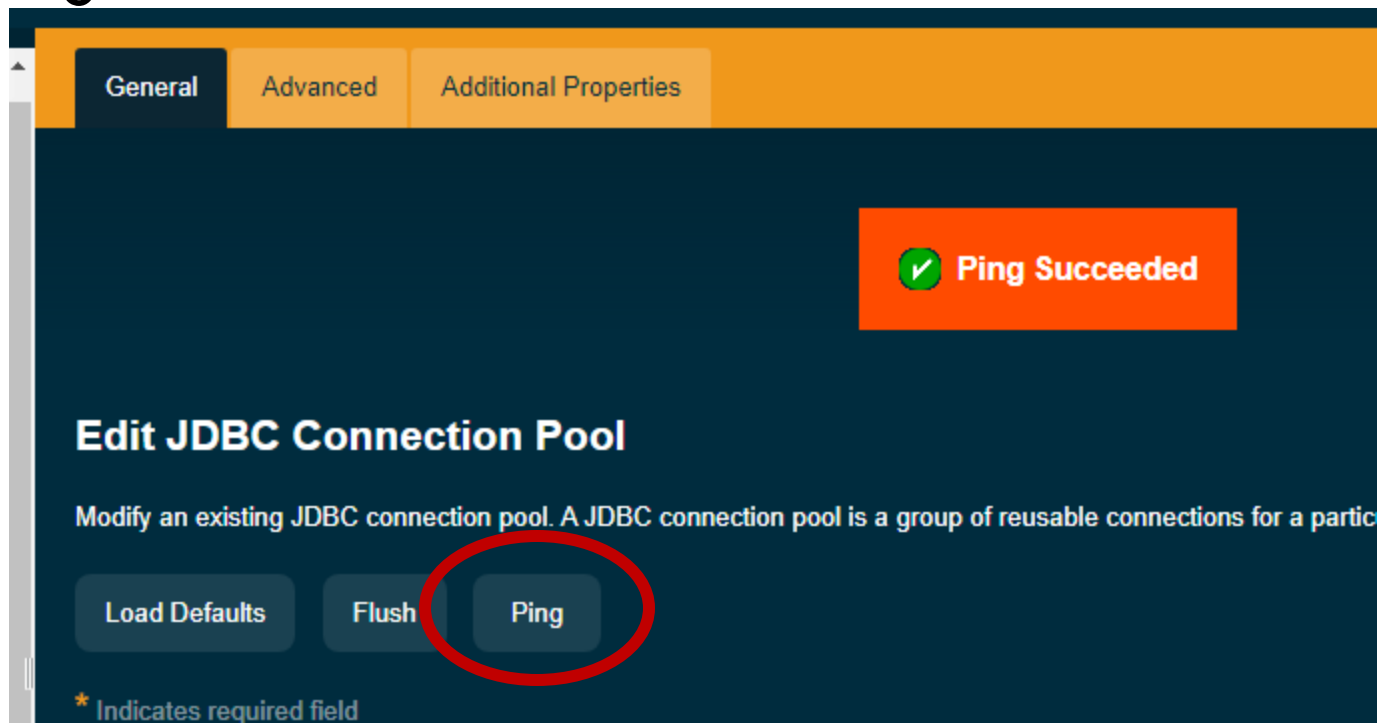 General Advanced Additional Properties
Ping Succeeded
Edit JDBC Connection Pool
Modify an existing JDBC connection pool. A JDBC connection pool is a group of reusable connections for a
Load Defaults Flush Ping
* Indicates required field